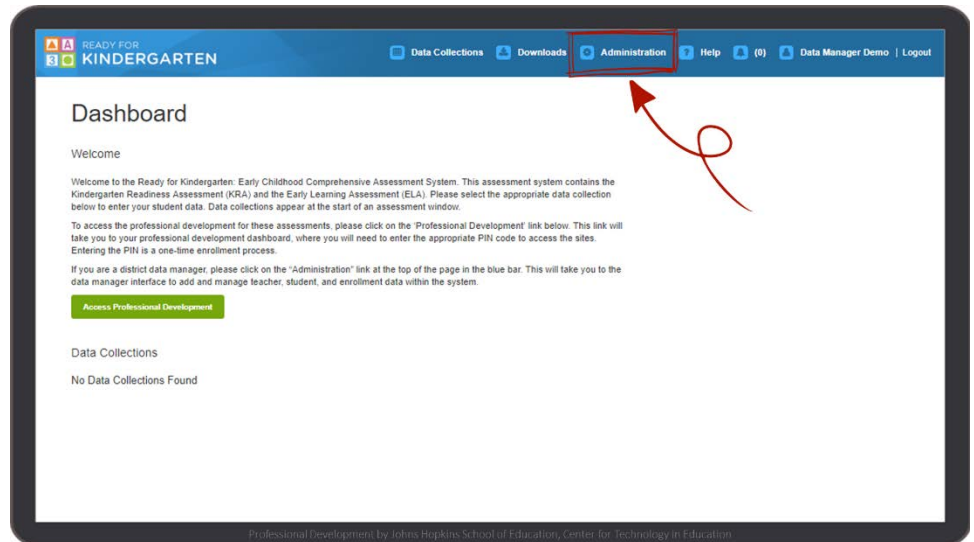 READY FOR
KINDERGARTEN
Data Collections
Downloads
Administration
? Help
(0)
Data Manager Demo | Logout
Dashboard
Welcome
Welcome to the Ready for Kindergarten: Early Childhood Comprehensive Assessment System. This assessment system contains the
Kindergarten Readiness Assessment (KRA) and the Early Learning Assessment (ELA). Please select the appropriate data collection
below to enter your student data. Data collections appear at the start of an assessment window.
To access the professional development for these assessments, please click on the 'Professional Development' link below. This link will
take you to your professional development dashboard, where you will need to enter the appropriate PIN code to access the sites.
Entering the PIN is a one-time enrollment process.
If you are a district data manager, please click on the "Administration" link at the top of the page in the blue bar. This will take you to the
data manager interface to add and manage teacher, student, and enrollment data within the system.
Access Professional Development
Data Collections
No Data Collections Found
Professional Development by Johns Hopkins School of Education, Center for Technology in Education